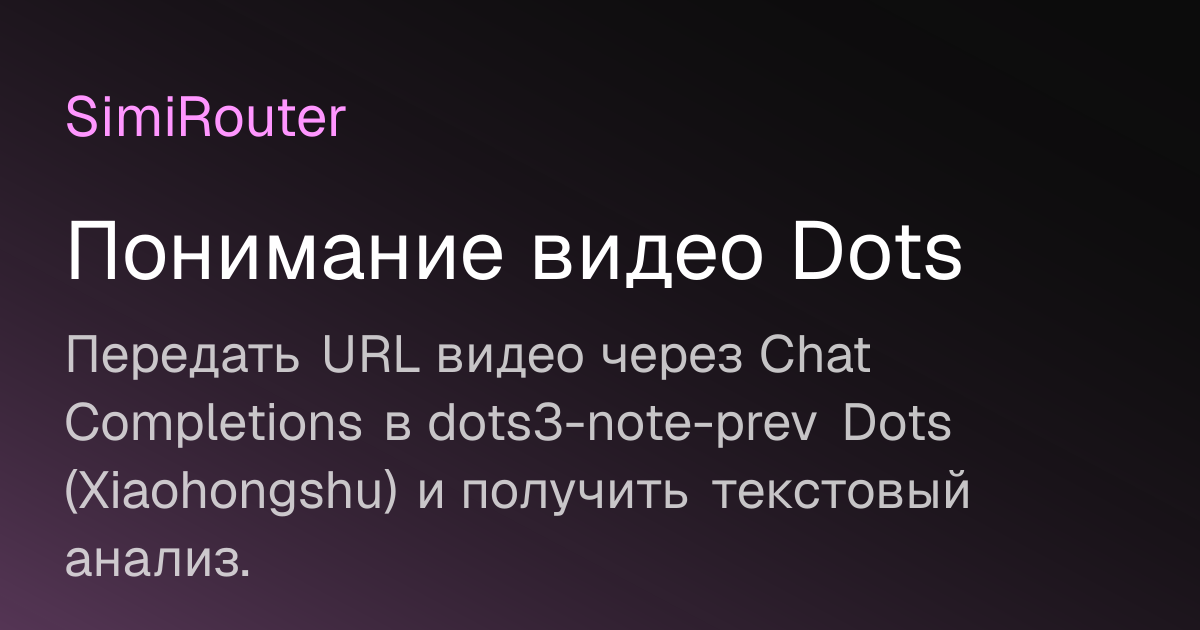 SimiRouter
Понимание видео Dots
Передать URL видео через Chat
Completions в dots3-note-prev Dots
(Xiaohongshu) и получить текстовый
анализ.